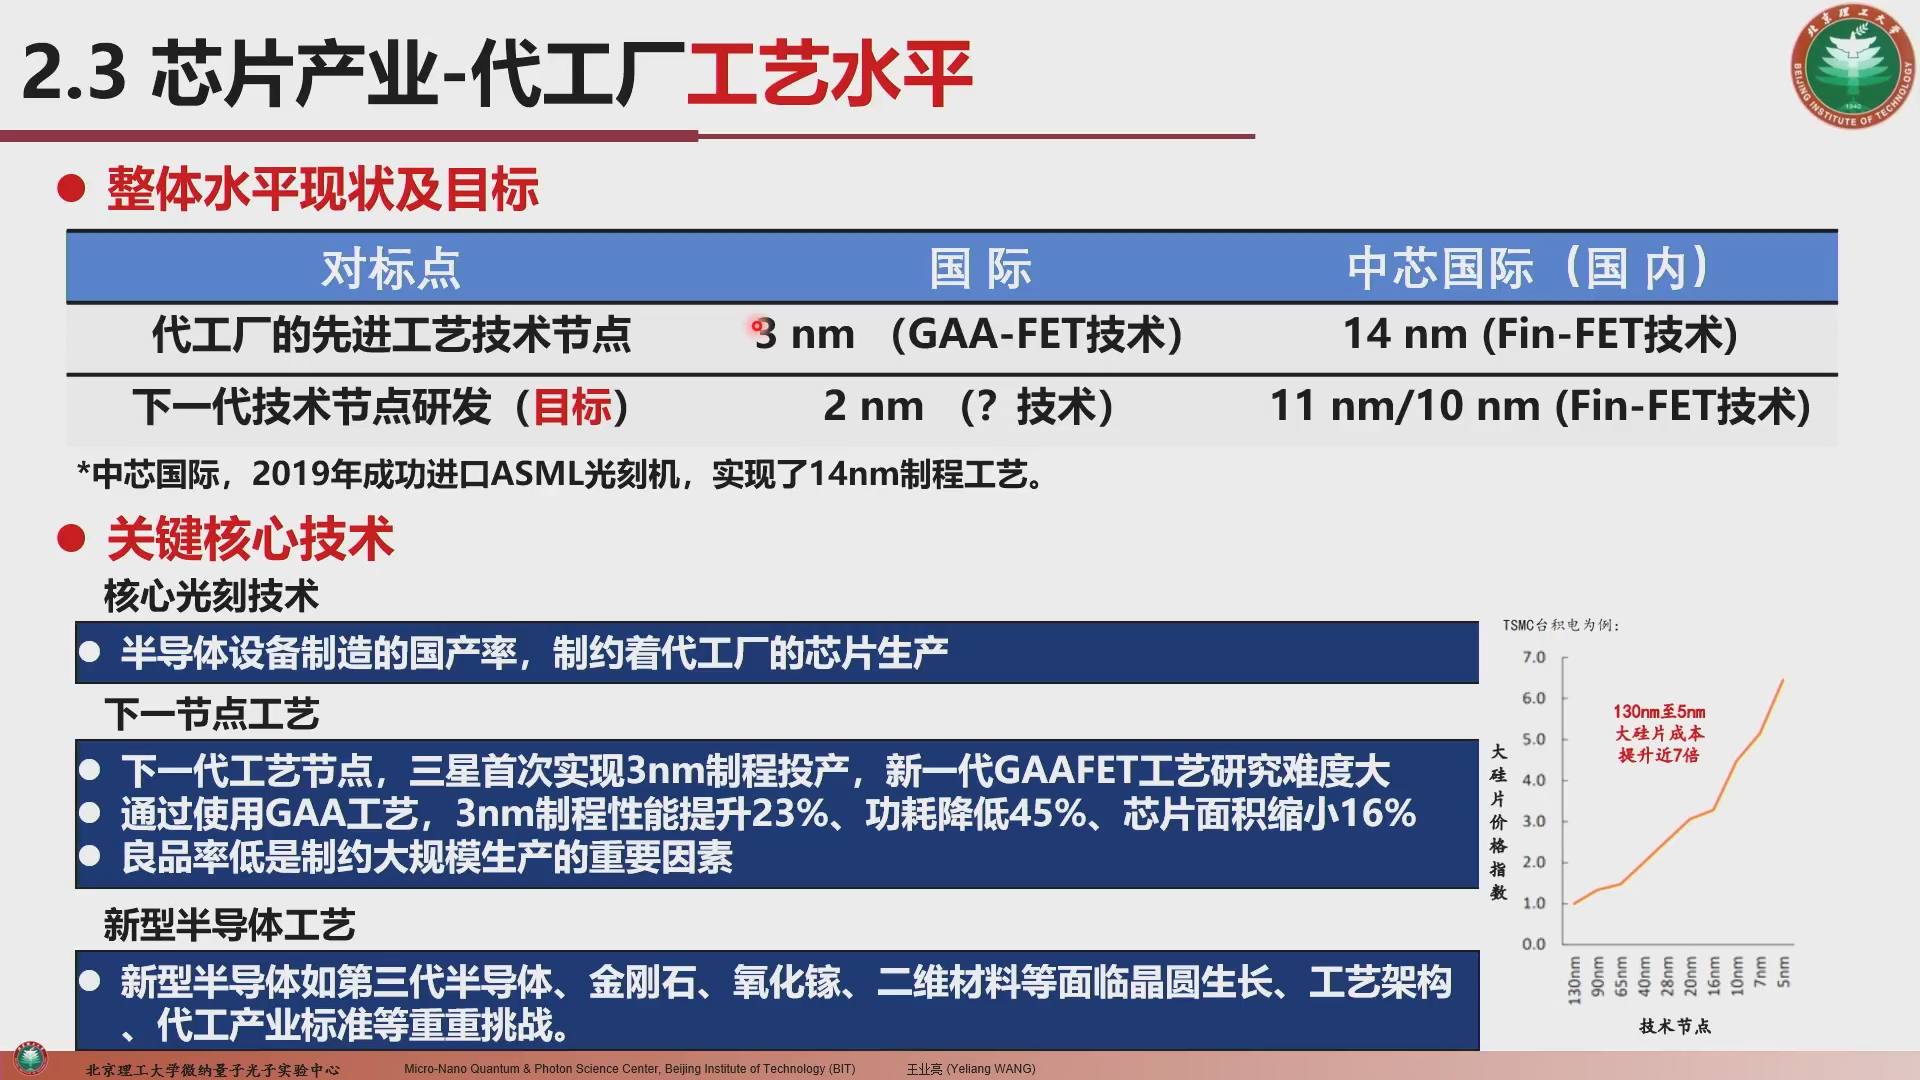 2.3 芯片产业-代工厂工艺水平
北京理工大学
BEIJING INSTITUTE OF TECHNOLOGY
1940
整体水平现状及目标
对标点 国 际 中芯国际（国 内）
代工厂的先进工艺技术节点 3 nm （GAA-FET技术） 14 nm (Fin-FET技术)
下一代技术节点研发（目标） 2 nm （？技术） 11 nm/10 nm (Fin-FET技术)
*中芯国际，2019年成功进口ASML光刻机，实现了14nm制程工艺。
关键核心技术
核心光刻技术
半导体设备制造的国产率，制约着代工厂的芯片生产
下一节点工艺
下一代工艺节点，三星首次实现3nm制程投产，新一代GAAFET工艺研究难度大
通过使用GAA工艺，3nm制程性能提升23%、功耗降低45%、芯片面积缩小16%
良品率低是制约大规模生产的重要因素
新型半导体工艺
新型半导体如第三代半导体、金刚石、氧化镓、二维材料等面临晶圆生长、工艺架构
、代工产业标准等重重挑战。
TSMC台积电为例：
7.0
6.0
5.0
4.0
3.0
2.0
1.0
0.0
130nm至5nm
大硅片成本
提升近7倍
大硅片价格指数
130nm 90nm 65nm 40nm 28nm 20nm 16nm 10nm 7nm 5nm
技术节点
北京理工大学微纳量子光子实验中心 Micro-Nano Quantum & Photon Science Center, Beijing Institute of Technology (BIT) 王业亮 (Yeliang WANG)